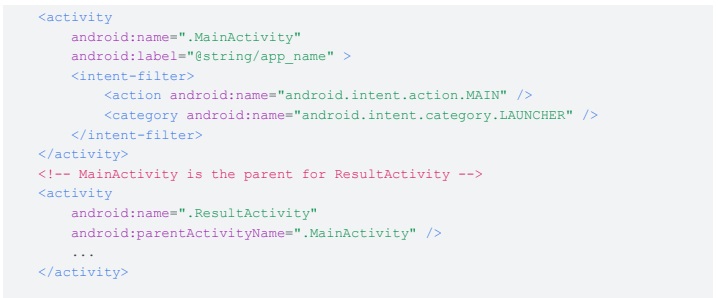 <activity
    android:name=".MainActivity"
    android:label="@string/app_name" >
    <intent-filter>
        <action android:name="android.intent.action.MAIN" />
        <category android:name="android.intent.category.LAUNCHER" />
    </intent-filter>
</activity>
<!-- MainActivity is the parent for ResultActivity -->
<activity
    android:name=".ResultActivity"
    android:parentActivityName=".MainActivity" />
    ...
</activity>